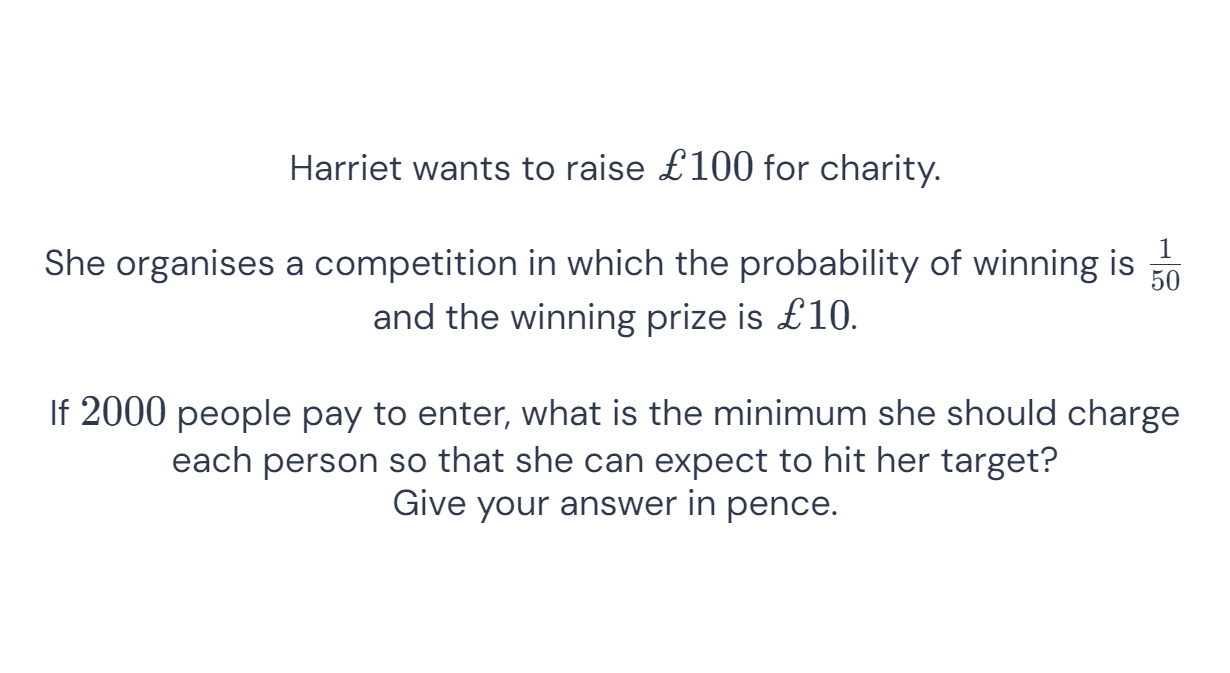 Harriet wants to raise £100 for charity.
She organises a competition in which the probability of winning is 1/50
and the winning prize is £10.
If 2000 people pay to enter, what is the minimum she should charge
each person so that she can expect to hit her target?
Give your answer in pence.